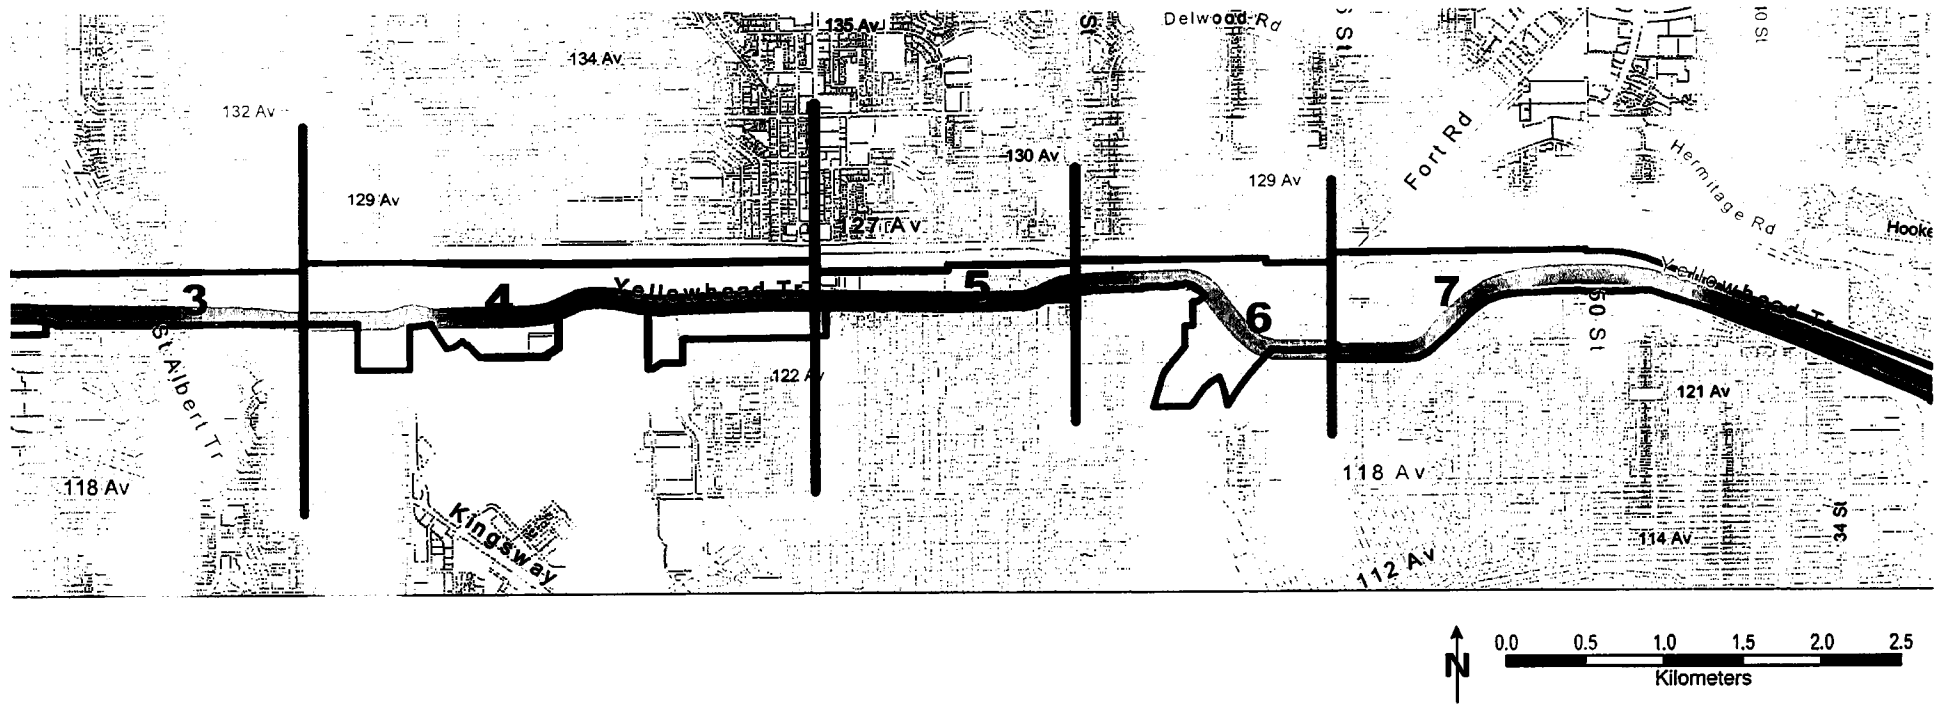 135 Av
Delwood Rd
St
St
134 Av
132 Av
Fort Rd
130 Av
129 Av
129 Av
Hermitage Rd
127 Av
Hooke
3
4
Yellowhead Tr
5
6
7
Yellowhead Tr
50 St
St Albert Tr
122 Av
121 Av
118 Av
118 Av
Kingsway
34 St
114 Av
112 Av
N
0.0 0.5 1.0 1.5 2.0 2.5
Kilometers